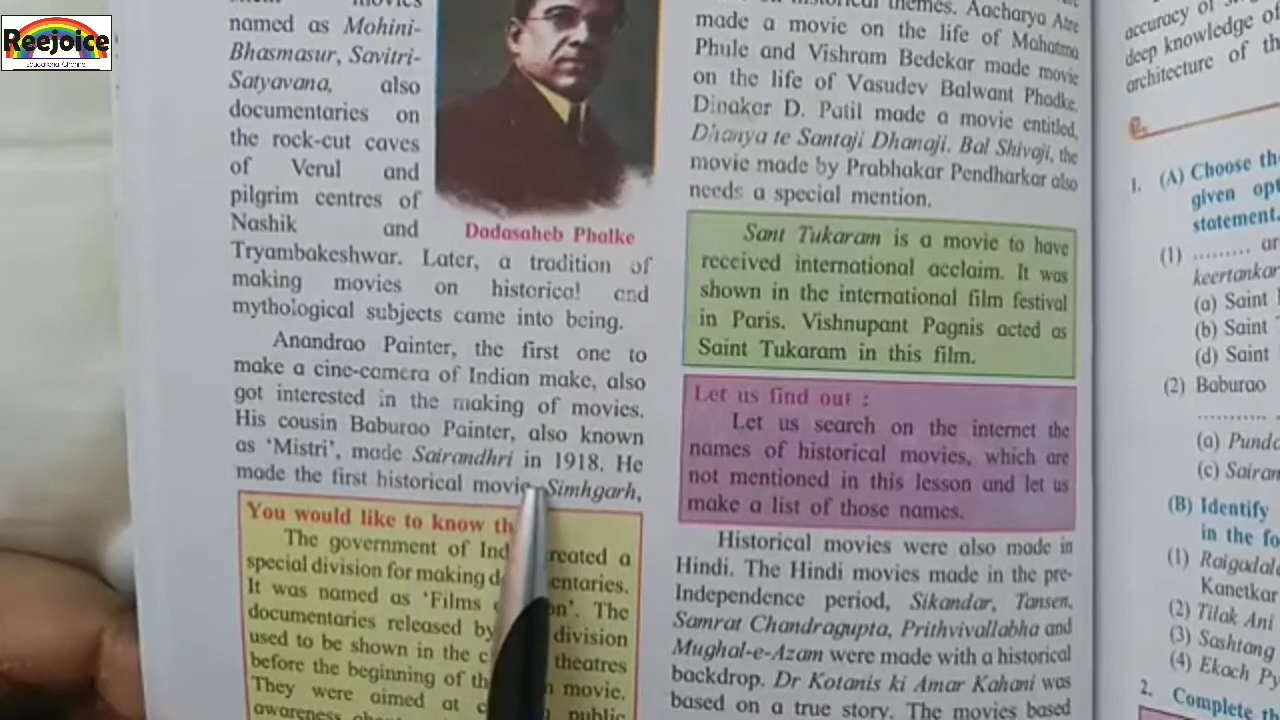 Reejoice
Educational Channel
movies
named as Mohini-
Bhasmasur, Savitri-
Satyavana, also
documentaries on
the rock-cut caves
of Verul and
pilgrim centres of
Nashik and
Tryambakeshwar. Later, a tradition of
making movies on historical and
mythological subjects came into being.
Dadasaheb Phalke
Anandrao Painter, the first one to
make a cine-camera of Indian make, also
got interested in the making of movies.
His cousin Baburao Painter, also known
as 'Mistri', made Sairandhri in 1918. He
made the first historical movie Simhgarh,
You would like to know th
The government of Ind reated a
special division for making d entaries.
It was named as 'Films on'. The
documentaries released by division
used to be shown in the c theatres
before the beginning of th movie.
They were aimed at public
awareness
historical themes. Aacharya Atre
made a movie on the life of Mahatma
Phule and Vishram Bedekar made movie
on the life of Vasudev Balwant Phadke.
Dinakar D. Patil made a movie entitled,
Dhanya te Santaji Dhanaji. Bal Shivaji, the
movie made by Prabhakar Pendharkar also
needs a special mention.
Sant Tukaram is a movie to have
received international acclaim. It was
shown in the international film festival
in Paris. Vishnupant Pagnis acted as
Saint Tukaram in this film.
Let us find out :
Let us search on the internet the
names of historical movies, which are
not mentioned in this lesson and let us
make a list of those names.
Historical movies were also made in
Hindi. The Hindi movies made in the pre-
Independence period, Sikandar, Tansen,
Samrat Chandragupta, Prithvivallabha and
Mughal-e-Azam were made with a historical
backdrop. Dr Kotanis ki Amar Kahani was
based on a true story. The movies based
accuracy of
deep knowledge of
architecture of th
1. (A) Choose the
given opt
statement.
(1) ......... ar
keertankar
(a) Saint
(b) Saint
(d) Saint
(2) Baburao
..........
(a) Punda
(c) Sairan
(B) Identify
in the fo
(1) Raigadala
Kanetkar
(2) Tilak Ani
(3) Sashtang
(4) Ekach Py
2. Complete th